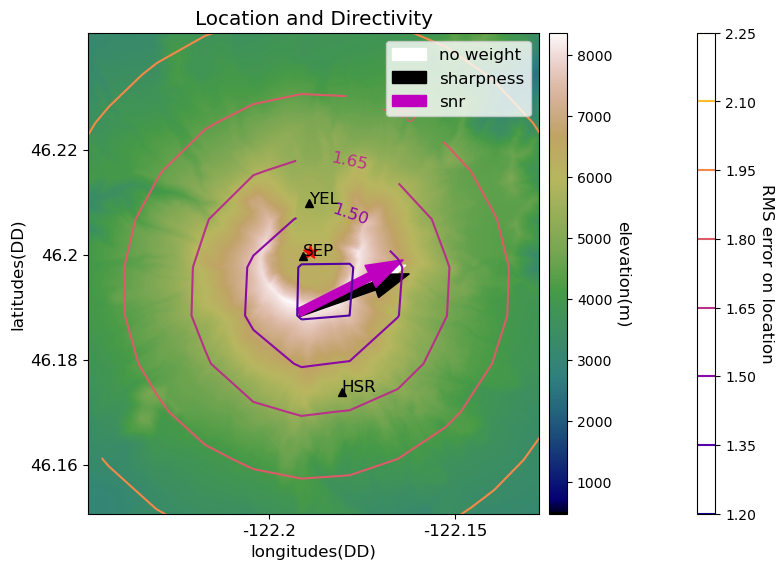 Location and Directivity
no weight
sharpness
snr
46.22
46.2
46.18
46.16
latitudes(DD)
1.65
YEL
1.50
SEP
HSR
-122.2
-122.15
longitudes(DD)
8000
7000
6000
5000
4000
3000
2000
1000
elevation(m)
2.25
2.10
1.95
1.80
1.65
1.50
1.35
1.20
RMS error on location